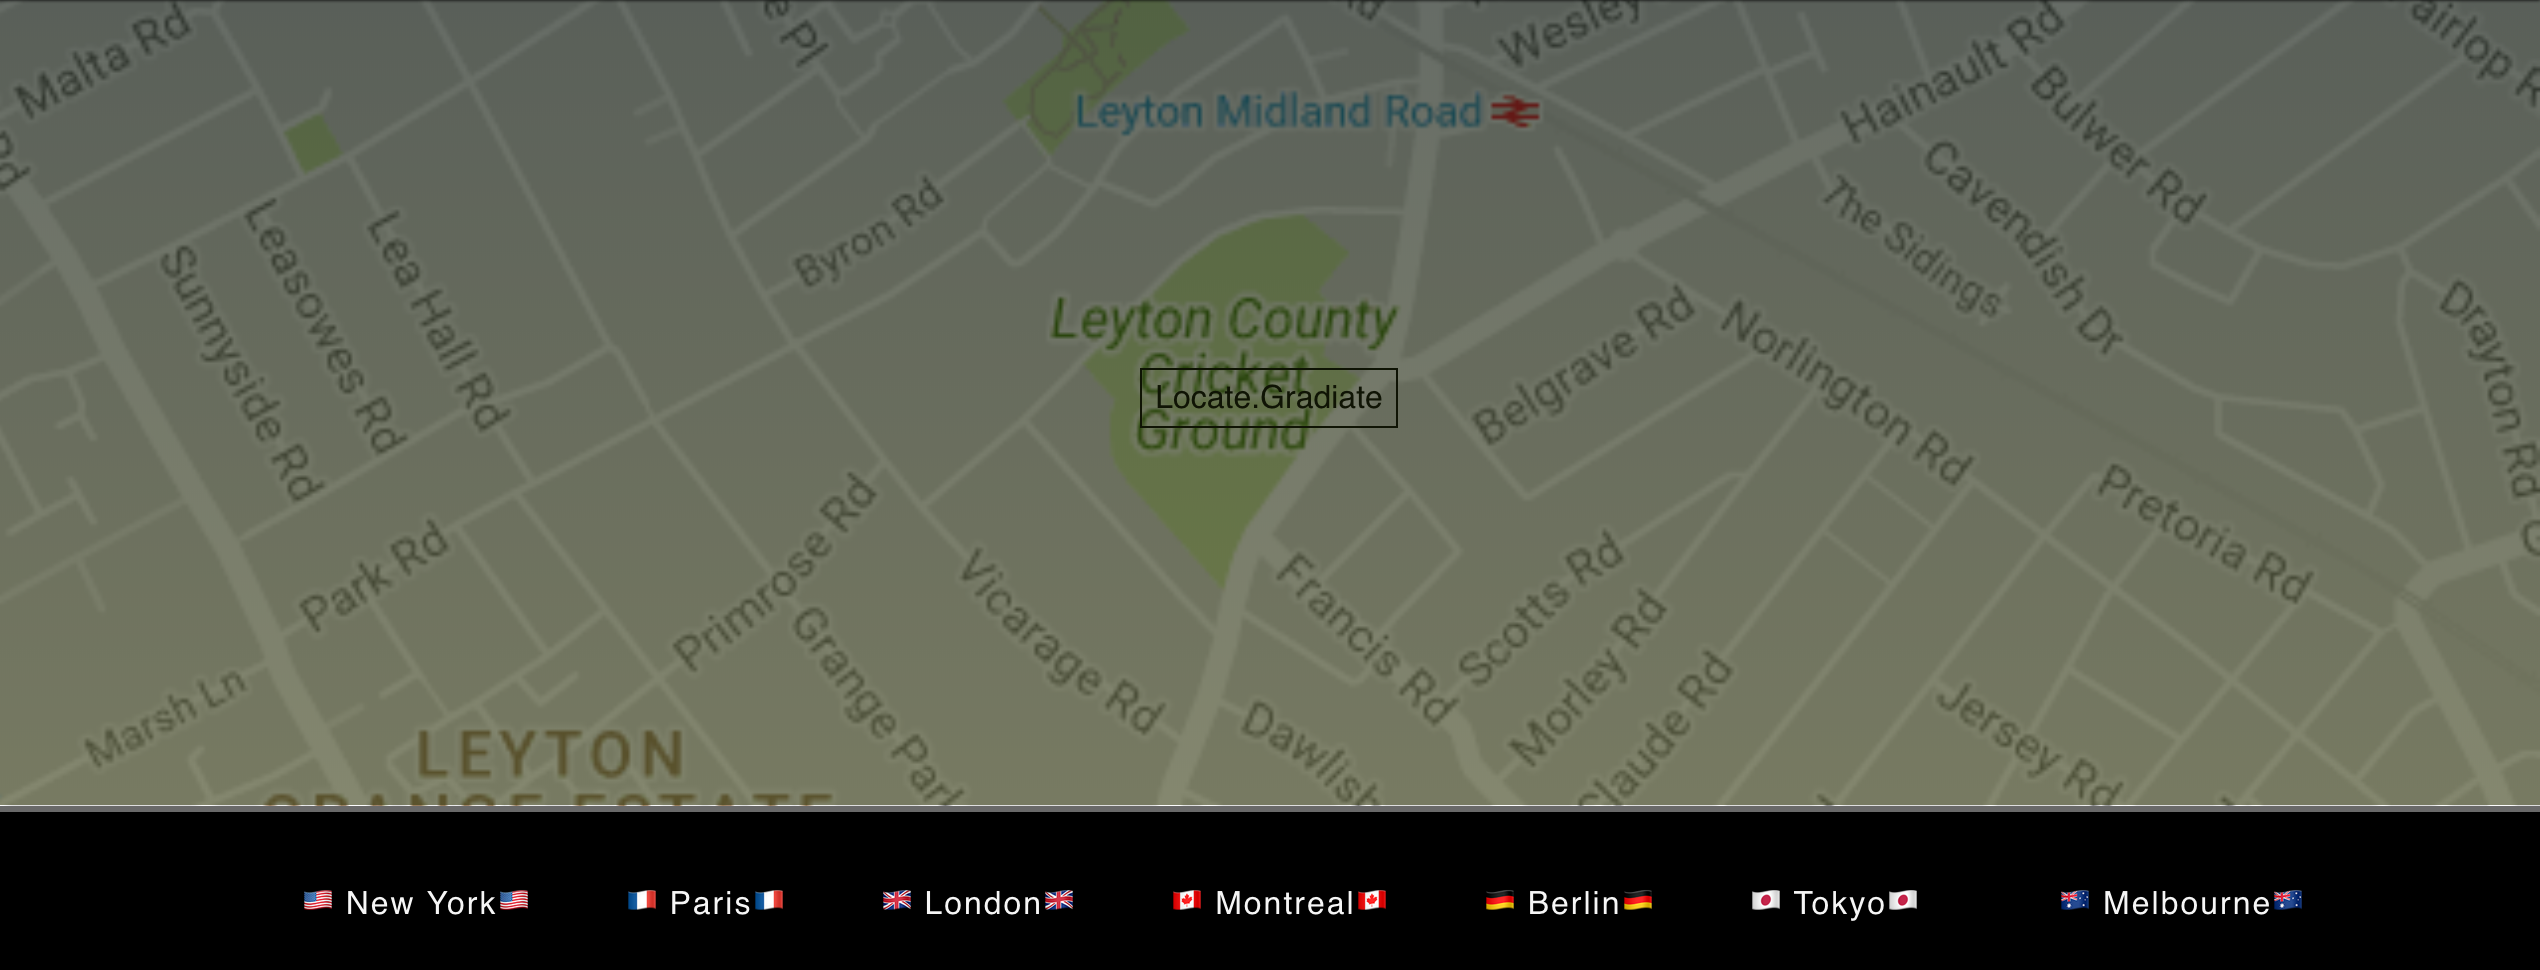 Malta Rd
e Pl
Wesley
Hainault Rd
Bulwer Rd
Leyton Midland Road
Cavendish Dr
The Sidings
Byron Rd
Leasowes Rd
Lea Hall Rd
Sunnyside Rd
Leyton County
Cricket
Ground
Locate.Gradiate
Belgrave Rd
Norlington Rd
Drayton Rd
Pretoria Rd
Park Rd
Primrose Rd
Vicarage Rd
Francis Rd
Scotts Rd
Morley Rd
Claude Rd
Jersey Rd
Marsh Ln
Grange Park
Dawlish
LEYTON
GRANGE ESTATE
🇺🇸 New York🇺🇸 🇫🇷 Paris🇫🇷 🇬🇧 London🇬🇧 🇨🇦 Montreal🇨🇦 🇩🇪 Berlin🇩🇪 🇯🇵 Tokyo🇯🇵 🇦🇺 Melbourne🇦🇺